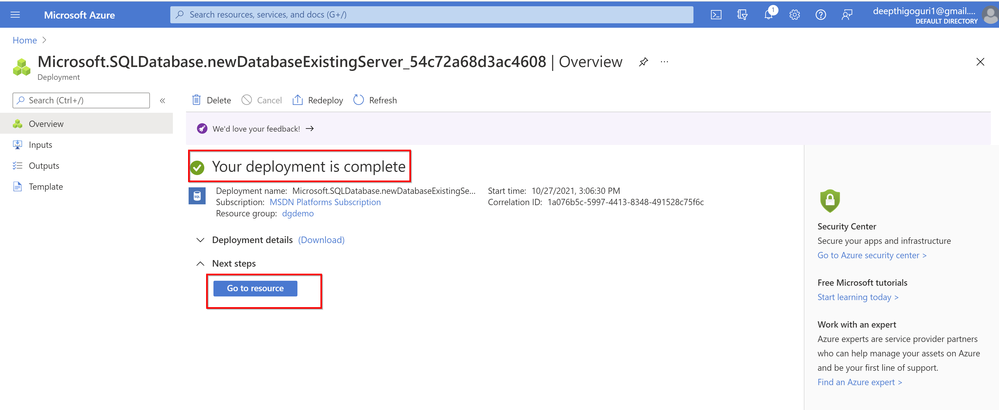 Microsoft Azure
Search resources, services, and docs (G+/)
1
deepthigoguri1@gmail....
DEFAULT DIRECTORY
Home >
Microsoft.SQLDatabase.newDatabaseExistingServer_54c72a68d3ac4608 | Overview
Deployment
Search (Ctrl+/)
Delete
Cancel
Redeploy
Refresh
Overview
Inputs
Outputs
Template
We'd love your feedback! →
Your deployment is complete
SQL
Deployment name: Microsoft.SQLDatabase.newDatabaseExistingSe...
Subscription: MSDN Platforms Subscription
Resource group: dgdemo
Start time: 10/27/2021, 3:06:30 PM
Correlation ID: 1a076b5c-5997-4413-8348-491528c75f6c
Deployment details (Download)
Next steps
Go to resource
Security Center
Secure your apps and infrastructure
Go to Azure security center >
Free Microsoft tutorials
Start learning today >
Work with an expert
Azure experts are service provider partners
who can help manage your assets on Azure
and be your first line of support.
Find an Azure expert >